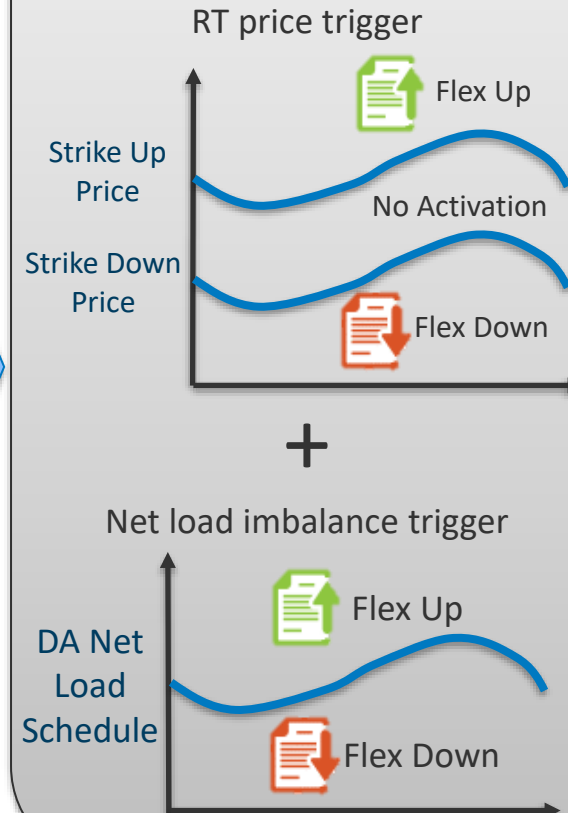 RT price trigger
Flex Up
Strike Up
Price
No Activation
Strike Down
Price
Flex Down
+
Net load imbalance trigger
Flex Up
DA Net
Load
Schedule
Flex Down